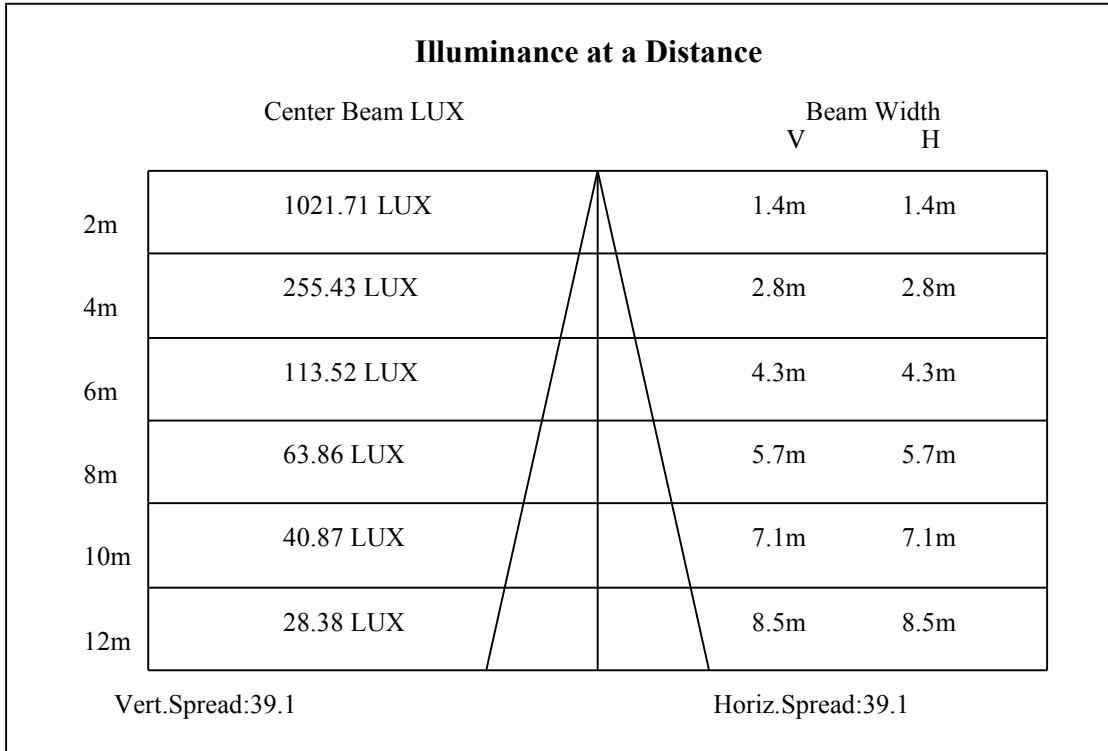 Illuminance at a Distance
Center Beam LUX Beam Width
V H
2m 1021.71 LUX 1.4m 1.4m
4m 255.43 LUX 2.8m 2.8m
6m 113.52 LUX 4.3m 4.3m
8m 63.86 LUX 5.7m 5.7m
10m 40.87 LUX 7.1m 7.1m
12m 28.38 LUX 8.5m 8.5m
Vert.Spread:39.1 Horiz.Spread:39.1